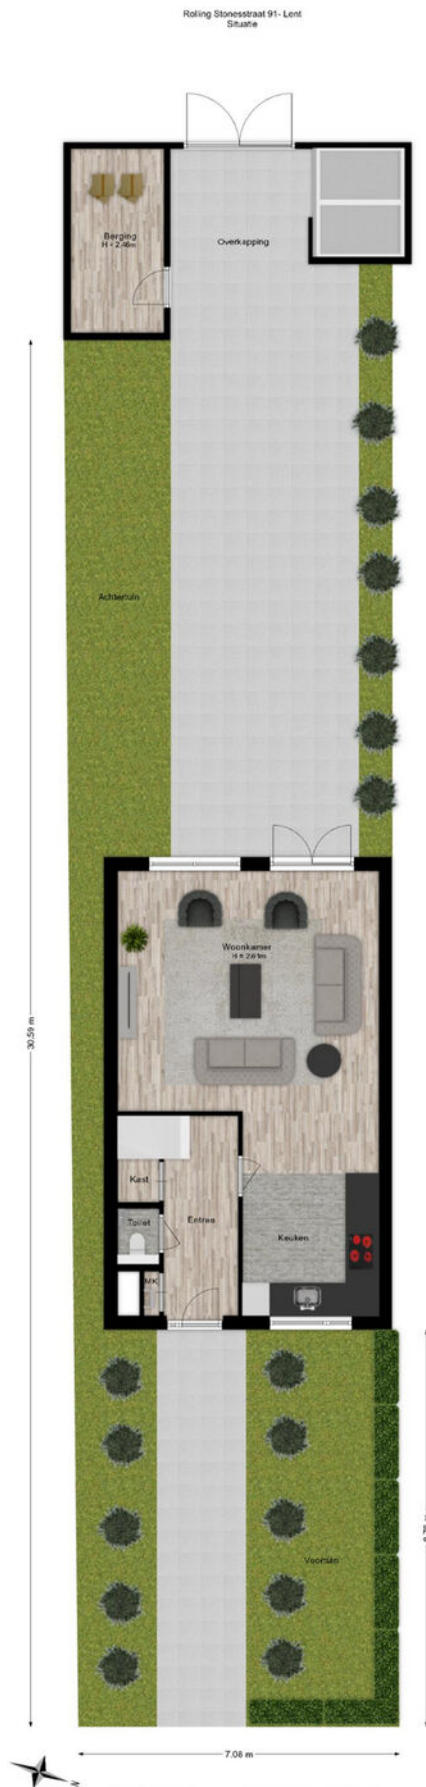 Rolling Stonesstraat 91- Lent
Situatie
Berging
H = 2.46m
Overkapping
Achtertuin
Woonkamer
H = 2.61m
30.59 m
Kast
Toilet
Entree
Keuken
MK
Voortuin
7.08 m
N